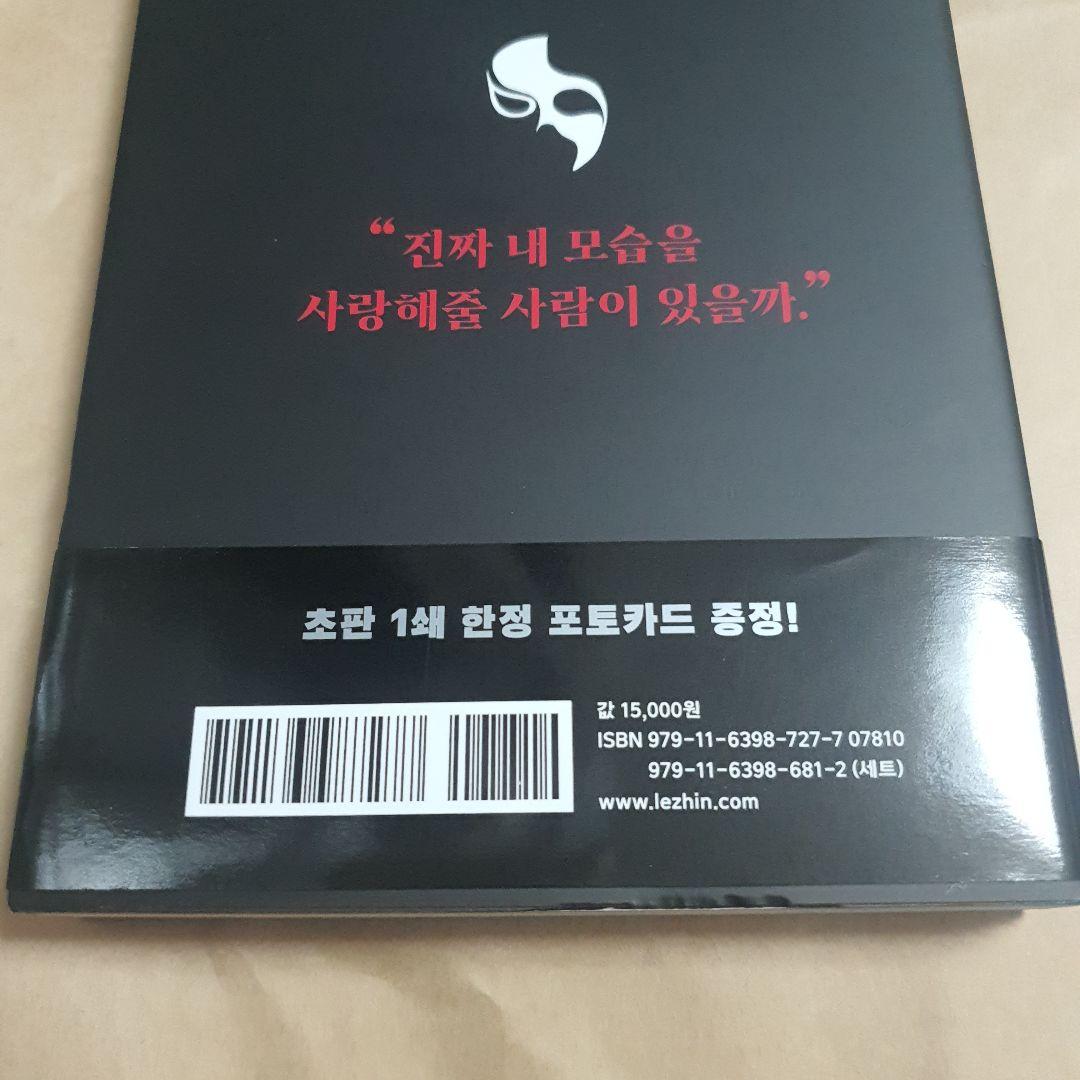 “진짜 내 모습을
사랑해줄 사람이 있을까.”
초판 1쇄 한정 포토카드 증정!
값 15,000원
ISBN 979-11-6398-727-7 07810
979-11-6398-681-2 (세트)
www.lezhin.com